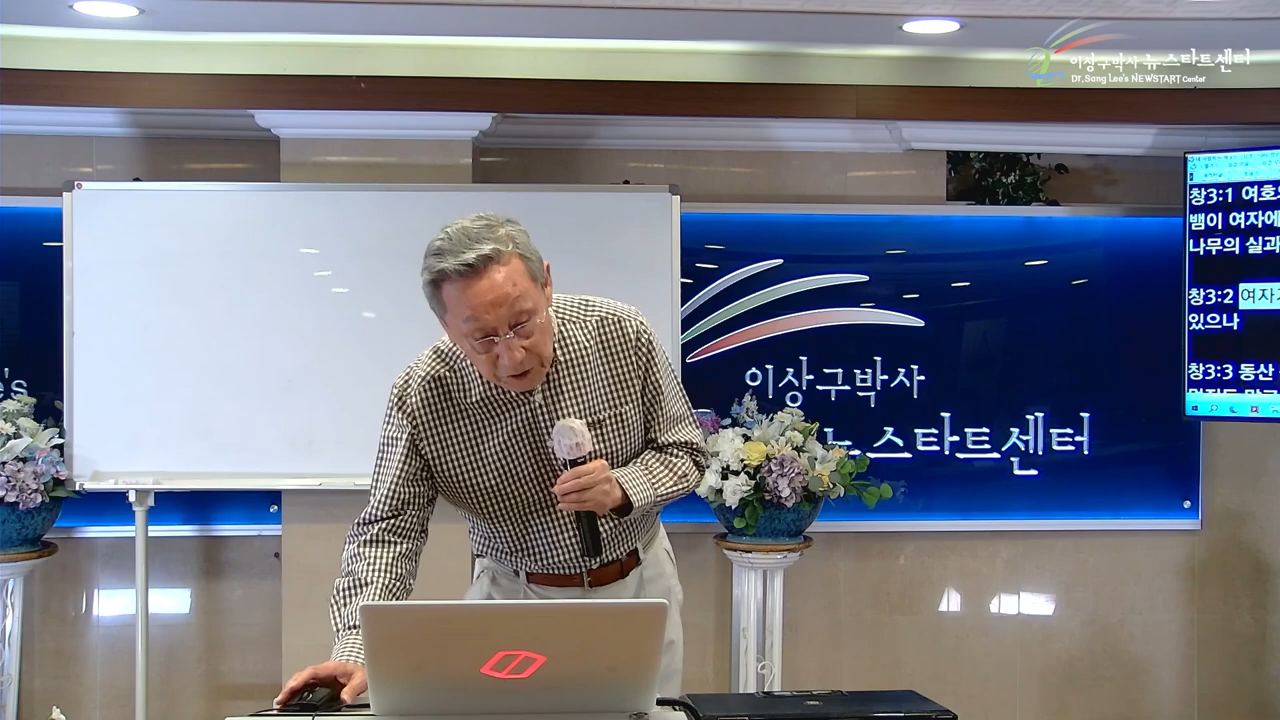 이상구박사 뉴스타트센터
Dr. Sang Lee's NEWSTART Center
창3:1 여호
뱀이 여자에
나무의 실과
창3:2 여자
있으나
창3:3 동산
이상구박사
뉴스타트센터
's